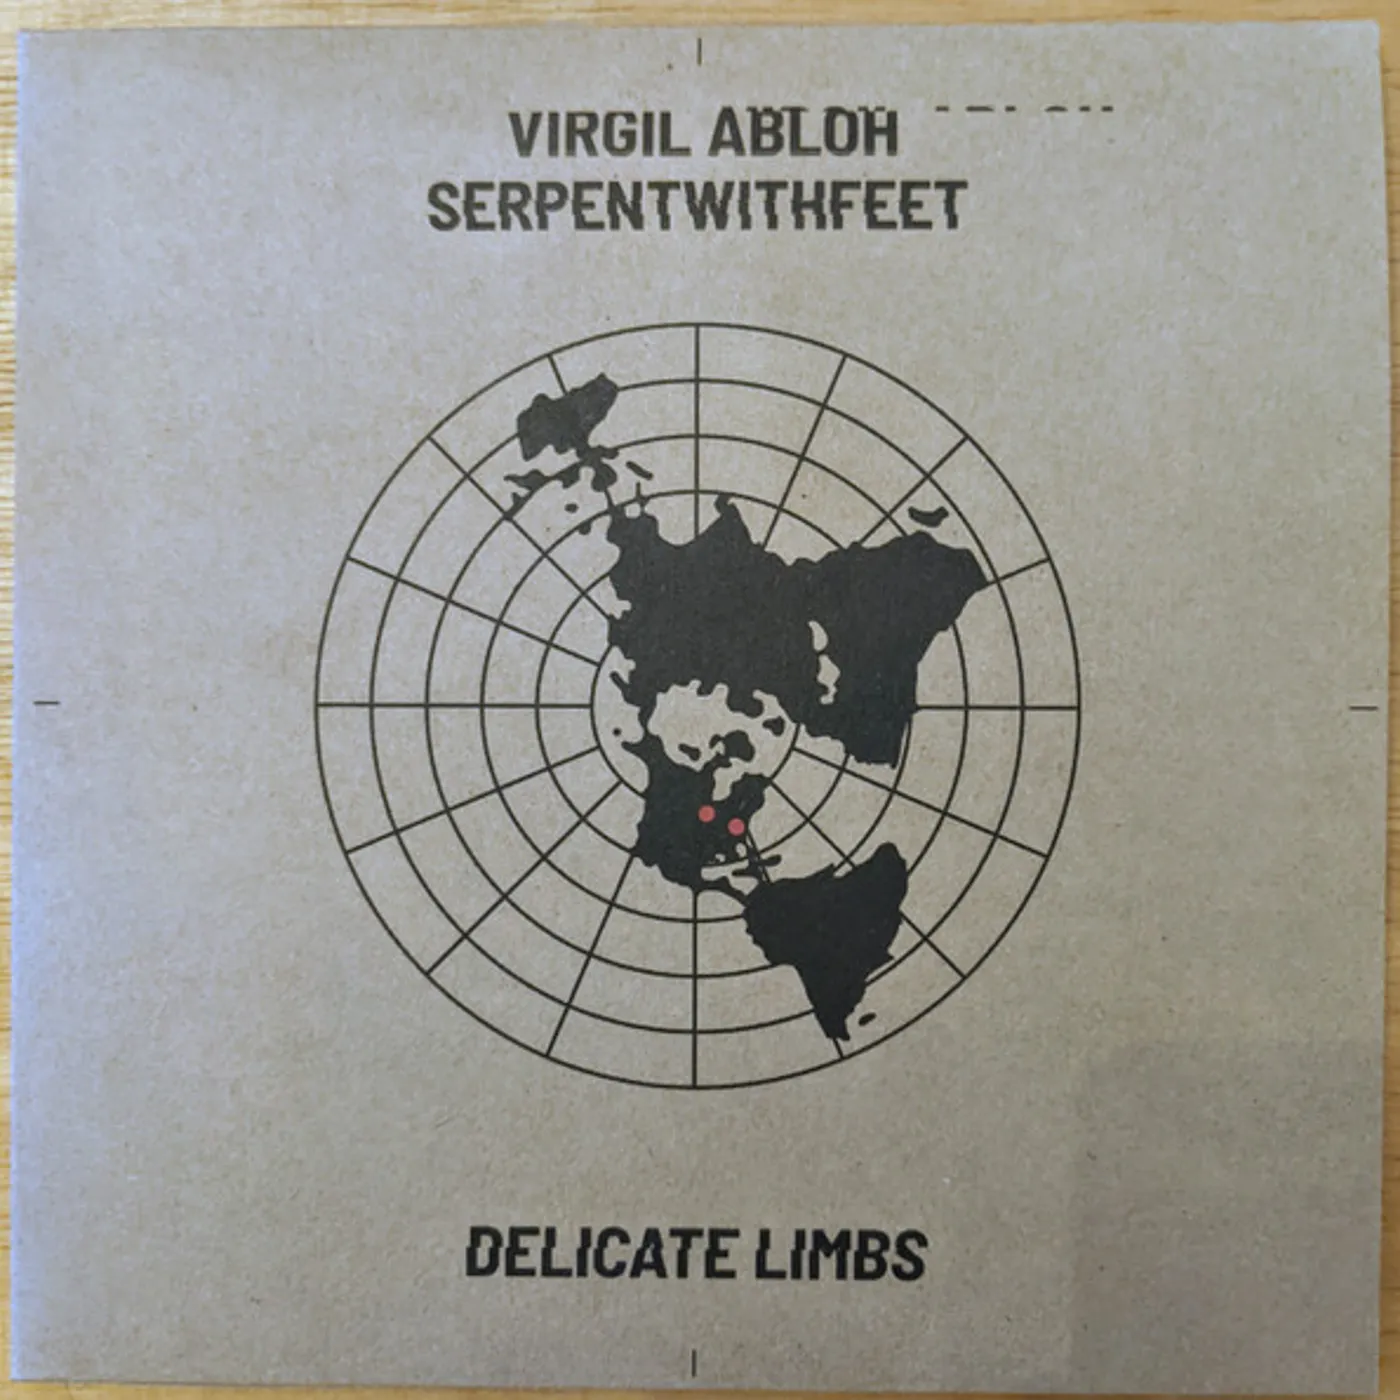 VIRGIL ABLOH
SERPENTWITHFEET
DELICATE LIMBS